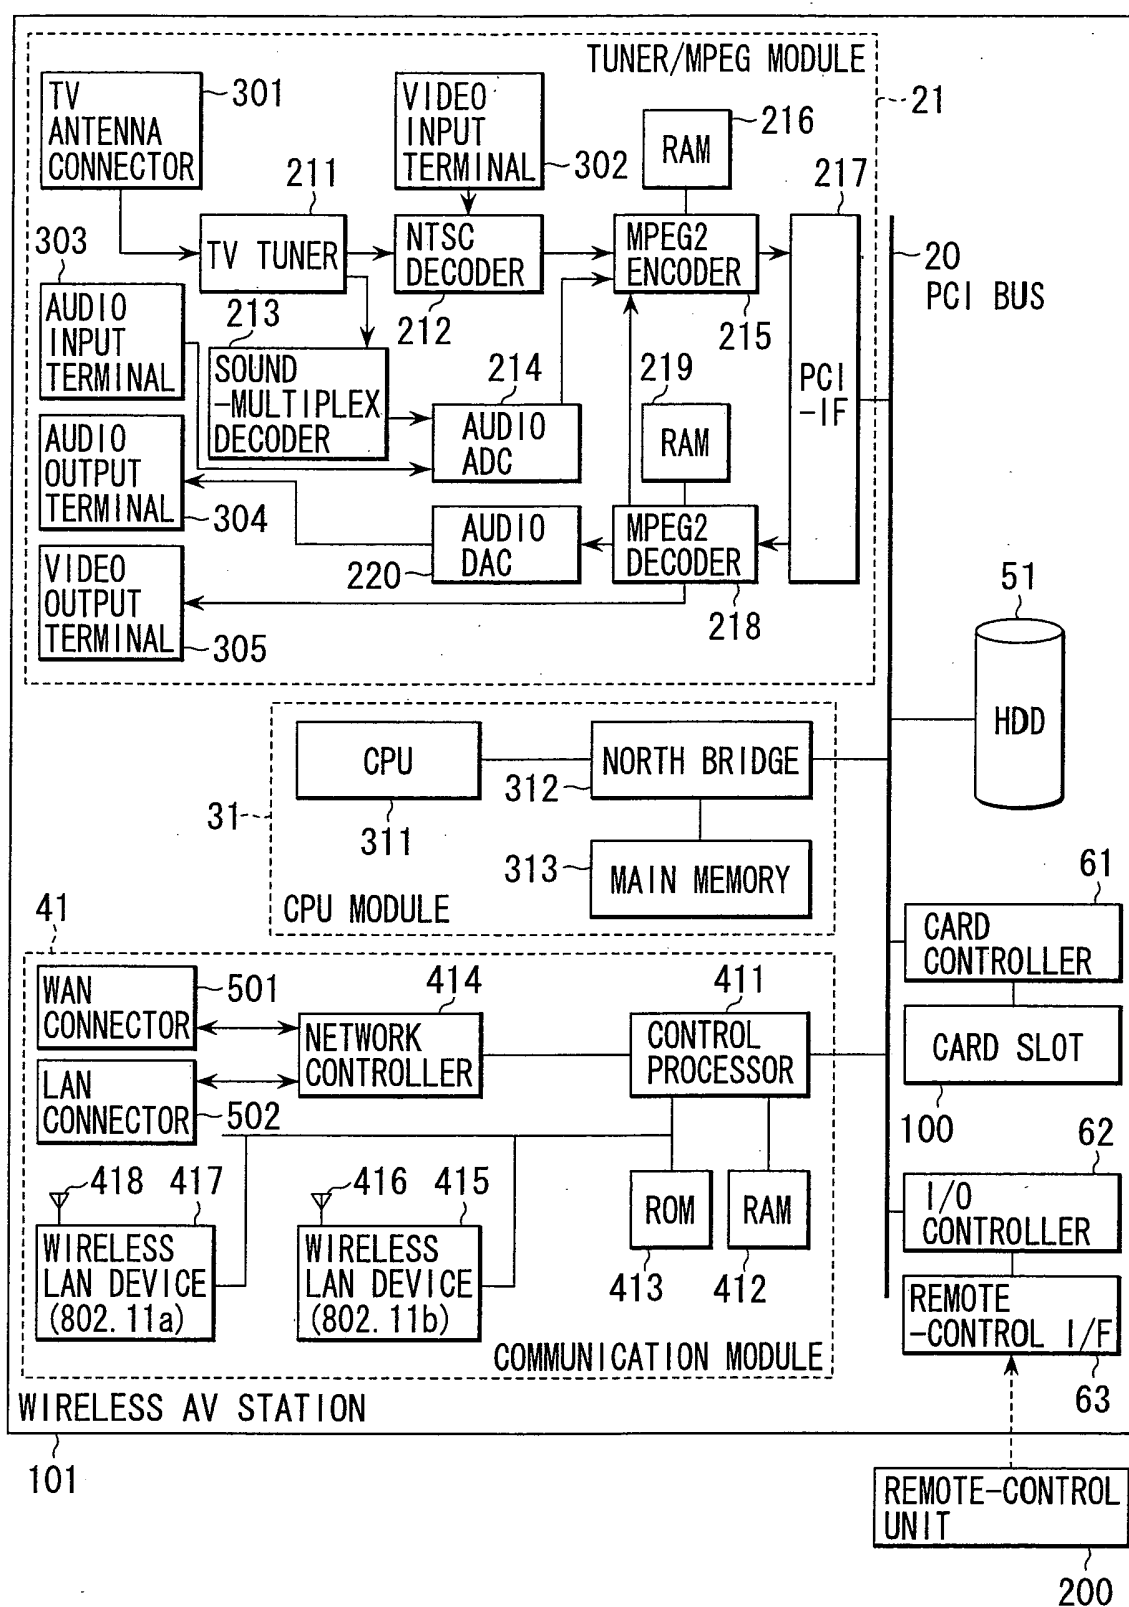 TUNER/MPEG MODULE
21
TV
ANTENNA
CONNECTOR
301
VIDEO
INPUT
TERMINAL
302
RAM
216
217
211
TV TUNER
NTSC
DECODER
212
MPEG2
ENCODER
215
PCI
-IF
20
PCI BUS
303
AUDIO
INPUT
TERMINAL
213
SOUND
-MULTIPLEX
DECODER
214
AUDIO
ADC
219
RAM
AUDIO
OUTPUT
TERMINAL
304
AUDIO
DAC
220
MPEG2
DECODER
218
VIDEO
OUTPUT
TERMINAL
305
51
HDD
CPU
311
NORTH BRIDGE
312
31
313
MAIN MEMORY
CPU MODULE
61
CARD
CONTROLLER
CARD SLOT
100
41
WAN
CONNECTOR
501
414
NETWORK
CONTROLLER
411
CONTROL
PROCESSOR
LAN
CONNECTOR
502
62
I/O
CONTROLLER
418
417
WIRELESS
LAN DEVICE
(802.11a)
416
415
WIRELESS
LAN DEVICE
(802.11b)
ROM
413
RAM
412
REMOTE
-CONTROL I/F
63
COMMUNICATION MODULE
WIRELESS AV STATION
101
REMOTE-CONTROL
UNIT
200